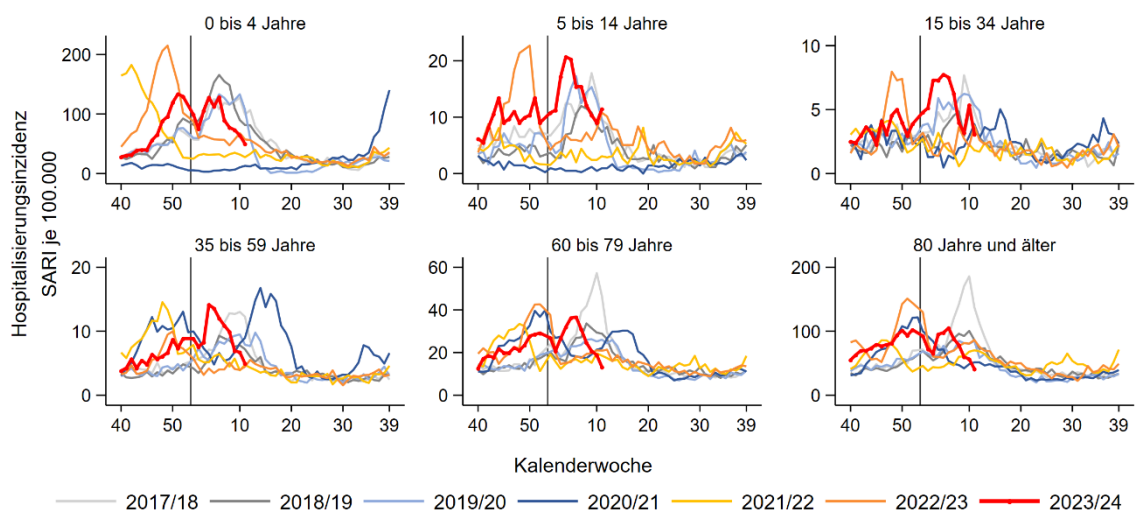 0 bis 4 Jahre
5 bis 14 Jahre
15 bis 34 Jahre
200
100
0
40 50 10 20 30 39
20
10
0
40 50 10 20 30 39
10
5
0
40 50 10 20 30 39
Hospitalisierungsinzidenz
SARI je 100.000
35 bis 59 Jahre
60 bis 79 Jahre
80 Jahre und älter
20
10
0
40 50 10 20 30 39
60
40
20
0
40 50 10 20 30 39
200
100
0
40 50 10 20 30 39
Kalenderwoche
2017/18 2018/19 2019/20 2020/21 2021/22 2022/23 2023/24